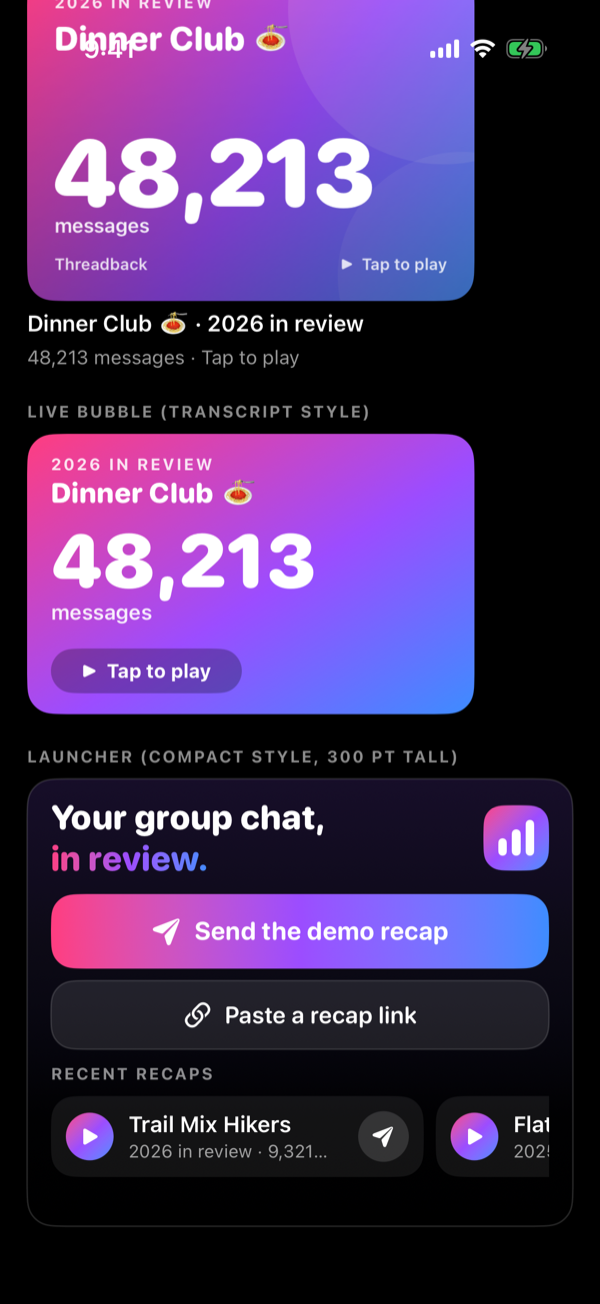 2026 IN REVIEW
Dinner Club 🍝
9:41
48,213
messages
Threadback
▶ Tap to play
Dinner Club 🍝 · 2026 in review
48,213 messages · Tap to play
LIVE BUBBLE (TRANSCRIPT STYLE)
2026 IN REVIEW
Dinner Club 🍝
48,213
messages
▶ Tap to play
LAUNCHER (COMPACT STYLE, 300 PT TALL)
Your group chat,
in review.
Send the demo recap
Paste a recap link
RECENT RECAPS
Trail Mix Hikers
2026 in review · 9,321...
Flat